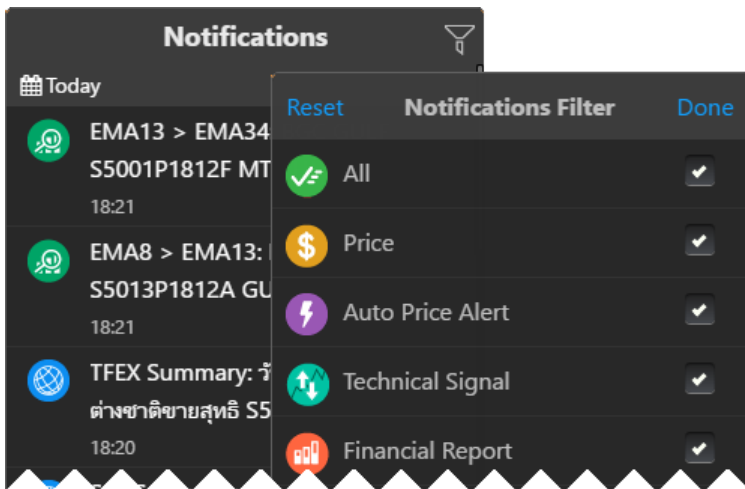 Notifications
Today
EMA13 > EMA34
S5001P1812F MT
18:21
EMA8 > EMA13:
S5013P1812A GU
18:21
TFEX Summary:
ต่างชาติขายสุทธิ S5
18:20
Reset Notifications Filter Done
All
Price
Auto Price Alert
Technical Signal
Financial Report